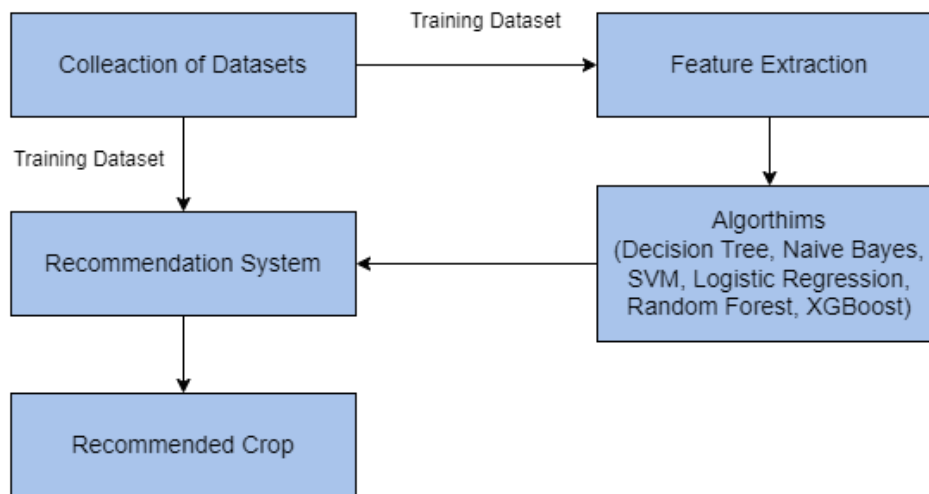 Training Dataset
Colleaction of Datasets
Feature Extraction
Training Dataset
Algorthims
(Decision Tree, Naive Bayes,
SVM, Logistic Regression,
Random Forest, XGBoost)
Recommendation System
Recommended Crop